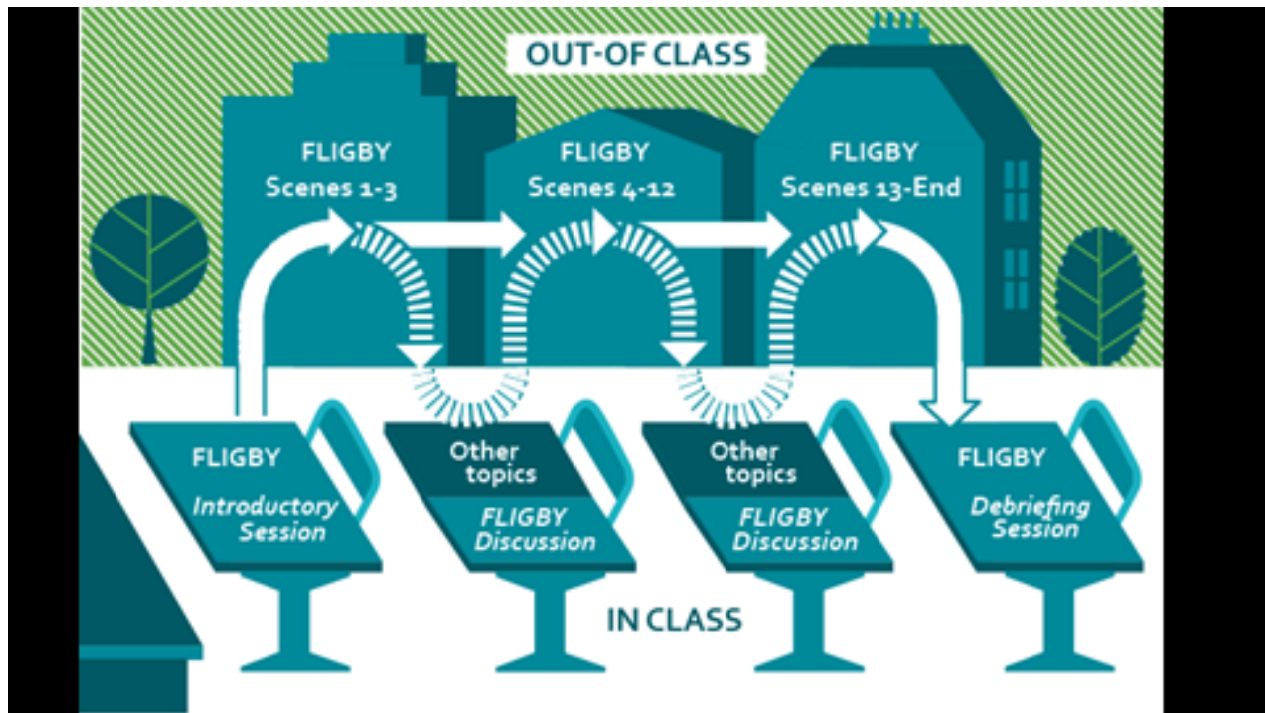 OUT-OF CLASS
FLIGBY
Scenes 1-3
FLIGBY
Scenes 4-12
FLIGBY
Scenes 13-End
FLIGBY
Introductory
Session
Other
topics
FLIGBY
Discussion
Other
topics
FLIGBY
Discussion
FLIGBY
Debriefing
Session
IN CLASS